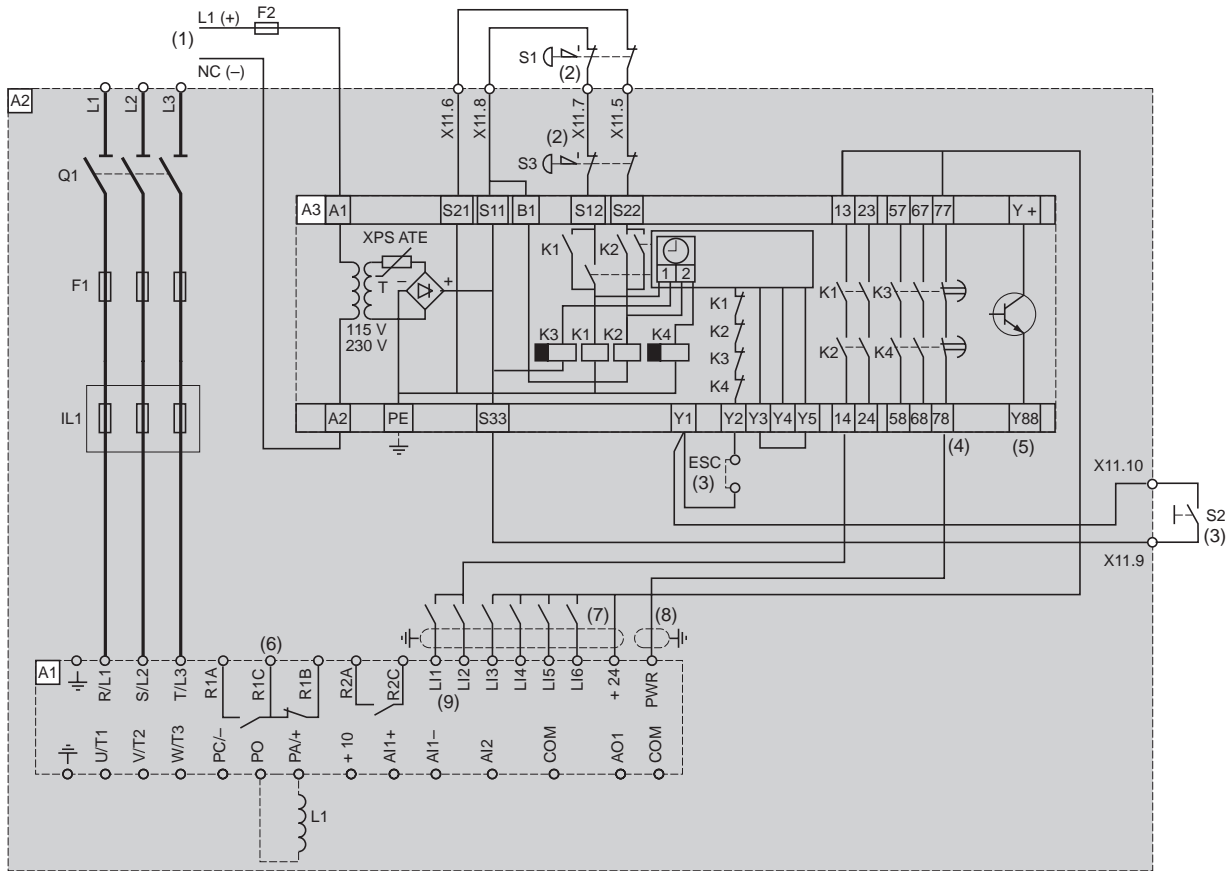 L1 (+)
F2
(1)
NC (–)
S1
(2)
A2
L1
L2
L3
X11.6
X11.8
X11.7
X11.5
(2)
S3
Q1
A3
A1
S21
S11
B1
S12
S22
13
23
57
67
77
Y +
XPS ATE
K1
K2
1
2
T
–
+
F1
115 V
230 V
K3
K1
K2
K4
K1
K2
K3
K4
K1
K3
K2
K4
IL1
A2
PE
S33
Y1
Y2
Y3
Y4
Y5
14
24
58
68
78
Y88
(4)
(5)
ESC
(3)
X11.10
S2
(3)
X11.9
(7)
(8)
(6)
A1
R/L1
S/L2
T/L3
R1A
R1C
R1B
R2A
R2C
LI1
LI2
LI3
LI4
LI5
LI6
+ 24
PWR
(9)
U/T1
V/T2
W/T3
PC/–
PO
PA/+
+ 10
AI1+
AI1–
AI2
COM
AO1
COM
L1